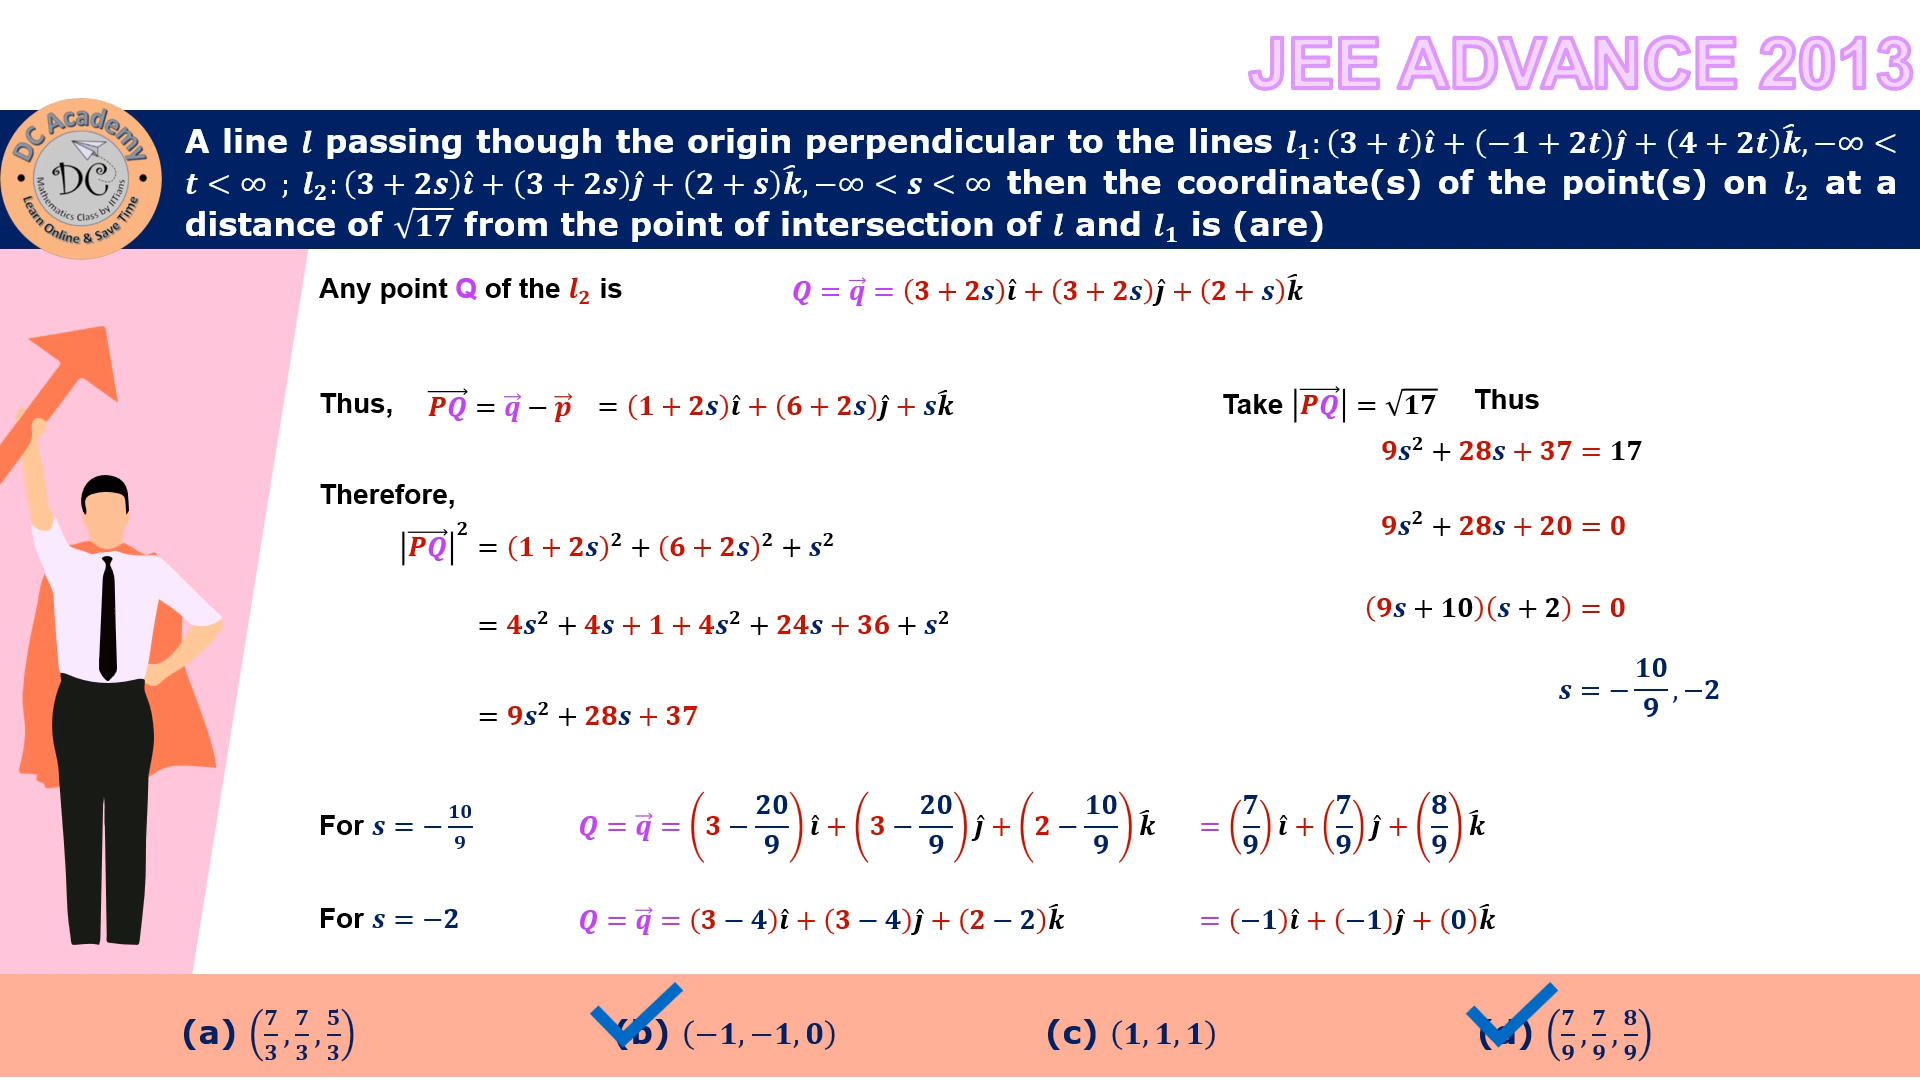 JEE ADVANCE 2013
DC Academy
DC
Mathematics Class by IITians
Learn Online & Save Time
A line l passing though the origin perpendicular to the lines l₁: (3 + t)î + (−1 + 2t)ĵ + (4 + 2t)k̂, −∞ <
t < ∞ ; l₂: (3 + 2s)î + (3 + 2s)ĵ + (2 + s)k̂, −∞ < s < ∞ then the coordinate(s) of the point(s) on l₂ at a
distance of √17 from the point of intersection of l and l₁ is (are)
Any point Q of the l₂ is Q = q⃗ = (3 + 2s)î + (3 + 2s)ĵ + (2 + s)k̂
Thus, PQ⃗ = q⃗ − p⃗ = (1 + 2s)î + (6 + 2s)ĵ + sk̂
Therefore,
|PQ⃗|² = (1 + 2s)² + (6 + 2s)² + s²
= 4s² + 4s + 1 + 4s² + 24s + 36 + s²
= 9s² + 28s + 37
Take |PQ⃗| = √17 Thus
9s² + 28s + 37 = 17
9s² + 28s + 20 = 0
(9s + 10)(s + 2) = 0
s = −10/9, −2
For s = −10/9 Q = q⃗ = (3 − 20/9)î + (3 − 20/9)ĵ + (2 − 10/9)k̂ = (7/9)î + (7/9)ĵ + (8/9)k̂
For s = −2 Q = q⃗ = (3 − 4)î + (3 − 4)ĵ + (2 − 2)k̂ = (−1)î + (−1)ĵ + (0)k̂
(a) (7/3, 7/3, 5/3) (b) (−1, −1, 0) (c) (1, 1, 1) (d) (7/9, 7/9, 8/9)